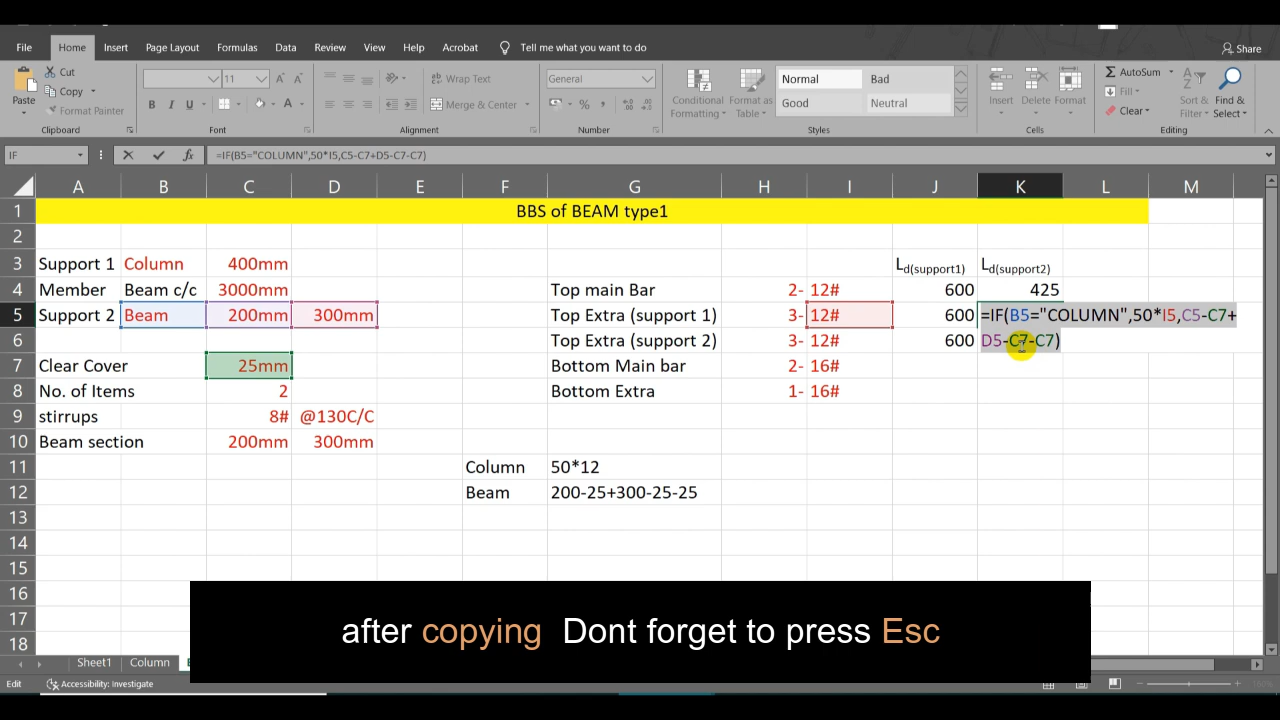 File Home Insert Page Layout Formulas Data Review View Help Acrobat Tell me what you want to do Share
Paste Cut Copy Format Painter
11 A A B I U A
Wrap Text Merge & Center
General % ,
Conditional Formatting Format as Table
Normal Bad
Good Neutral
Insert Delete Format
AutoSum Fill Clear
Sort & Filter Find & Select
Clipboard Font Alignment Number Styles Cells Editing
IF fx =IF(B5="COLUMN",50*I5,C5-C7+D5-C7-C7)
A B C D E F G H I J K L M
1 BBS of BEAM type1
2
3 Support 1 Column 400mm Ld(support1) Ld(support2)
4 Member Beam c/c 3000mm Top main Bar 2- 12# 600 425
5 Support 2 Beam 200mm 300mm Top Extra (support 1) 3- 12# 600 =IF(B5="COLUMN",50*I5,C5-C7+
6 Top Extra (support 2) 3- 12# 600 D5-C7-C7)
7 Clear Cover 25mm Bottom Main bar 2- 16#
8 No. of Items 2 Bottom Extra 1- 16#
9 stirrups 8# @130C/C
10 Beam section 200mm 300mm
11 Column 50*12
12 Beam 200-25+300-25-25
13
14
15
16
17
18
after copying Dont forget to press Esc
Sheet1 Column
Edit Accessibility: Investigate